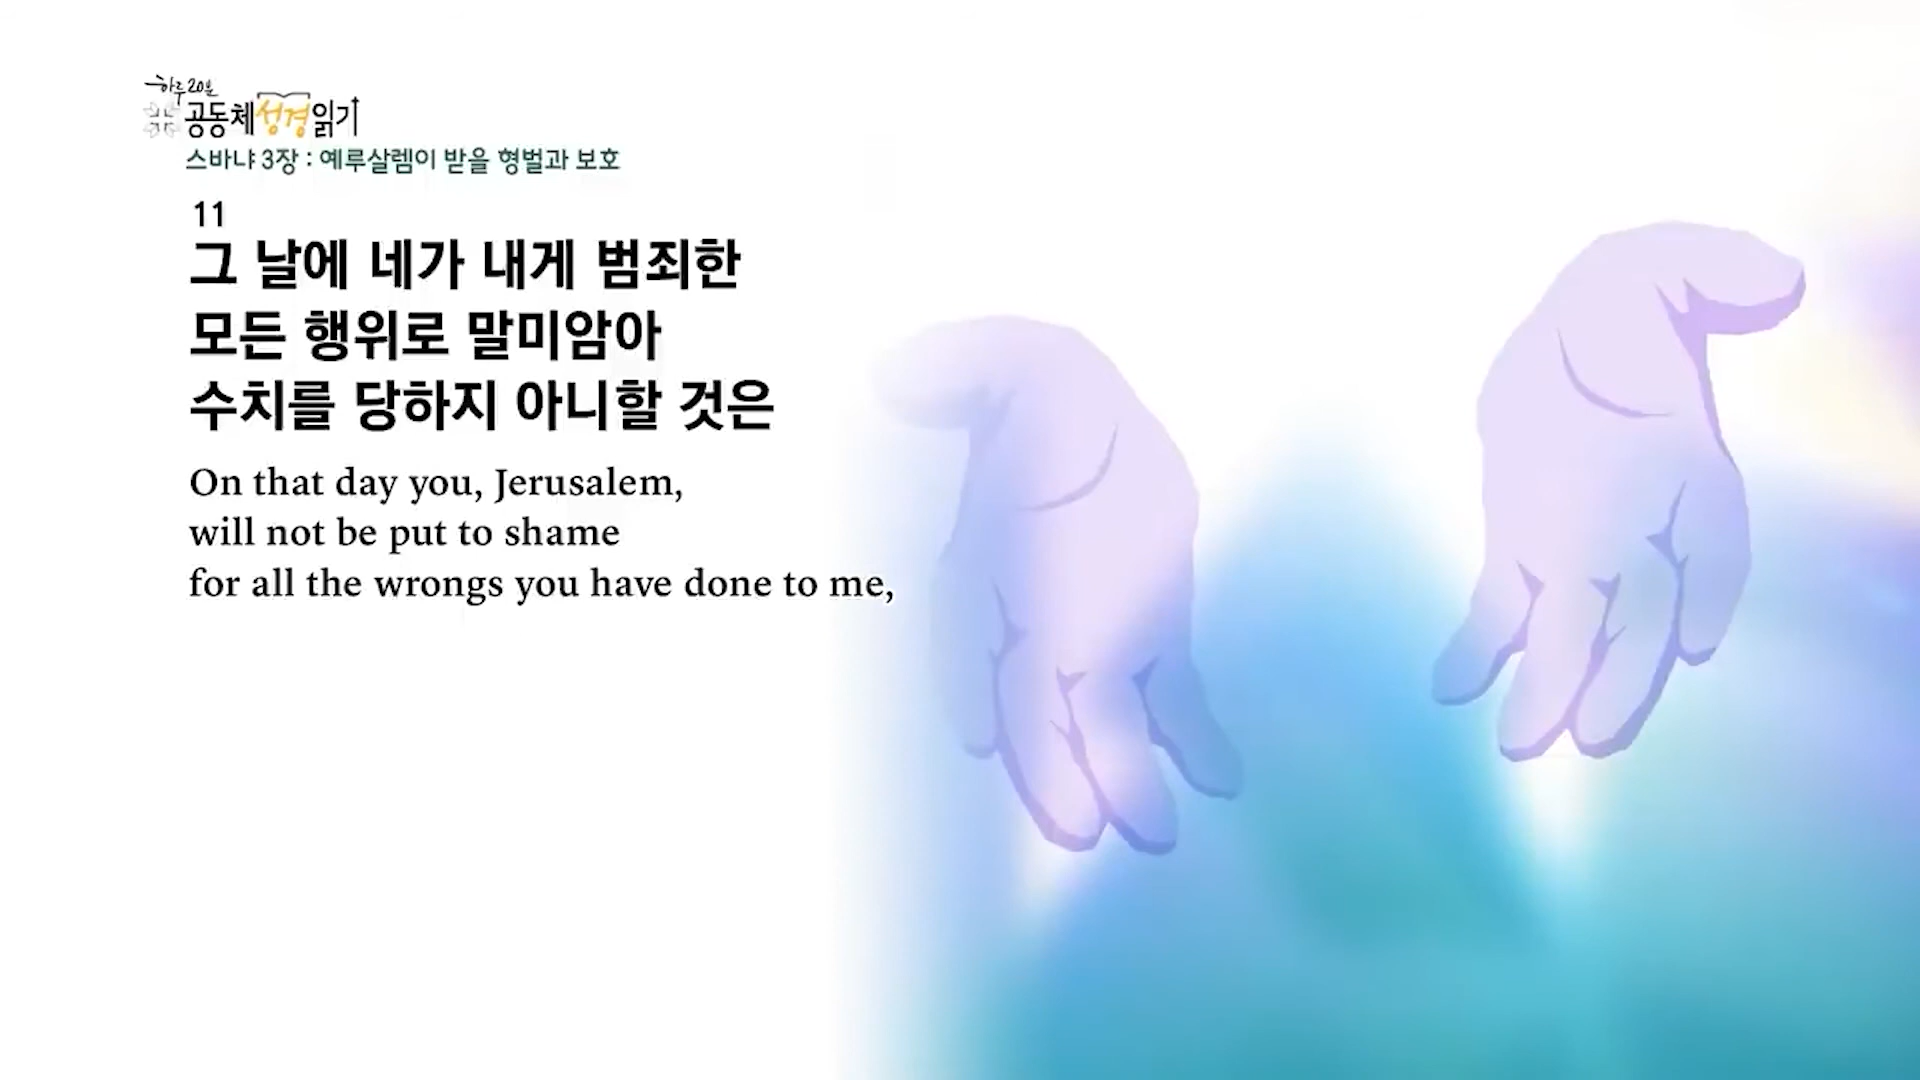 하루 20분
공동체성경읽기
스바냐 3장 : 예루살렘이 받을 형벌과 보호
11
그 날에 네가 내게 범죄한
모든 행위로 말미암아
수치를 당하지 아니할 것은
On that day you, Jerusalem,
will not be put to shame
for all the wrongs you have done to me,